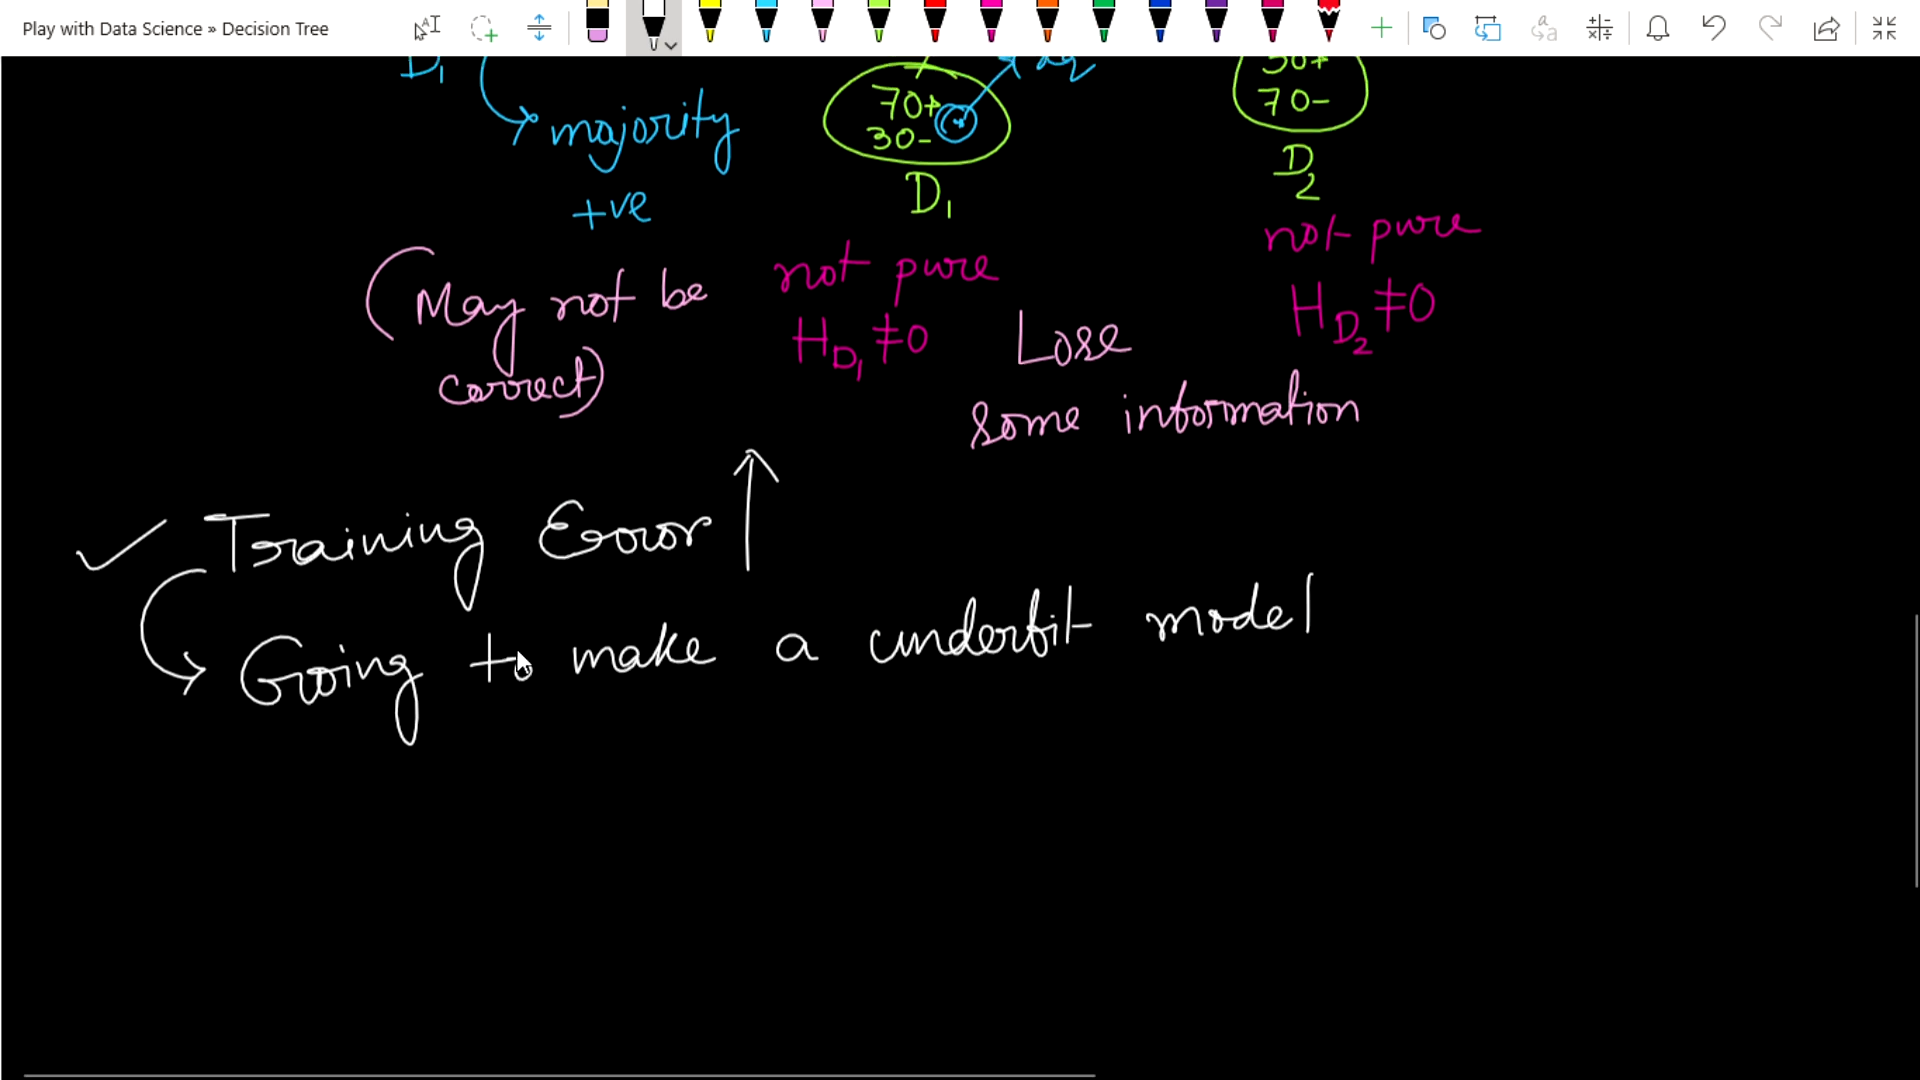 Play with Data Science » Decision Tree
D1
majority
+ve
70+
30-
D1
30+
70-
D2
(May not be
correct)
not pure
HD1≠0
Lose
some information
not pure
HD2≠0
Training Error ↑
Going to make a underfit model